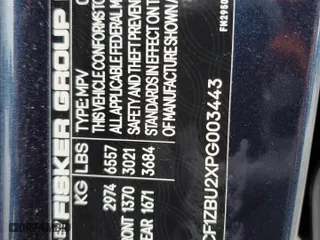 FISKER GROUP
KG LBS TYPE: MPV
2974 6557 THIS VEHICLE CONFORMS TO
1370 3021 ALL APPLICABLE FEDERAL M
1671 3684 SAFETY AND THEFT PREVEN
STANDARDS IN EFFECT ON T
OF MANUFACTURE SHOWN A
CF1ZBU2XPG003443